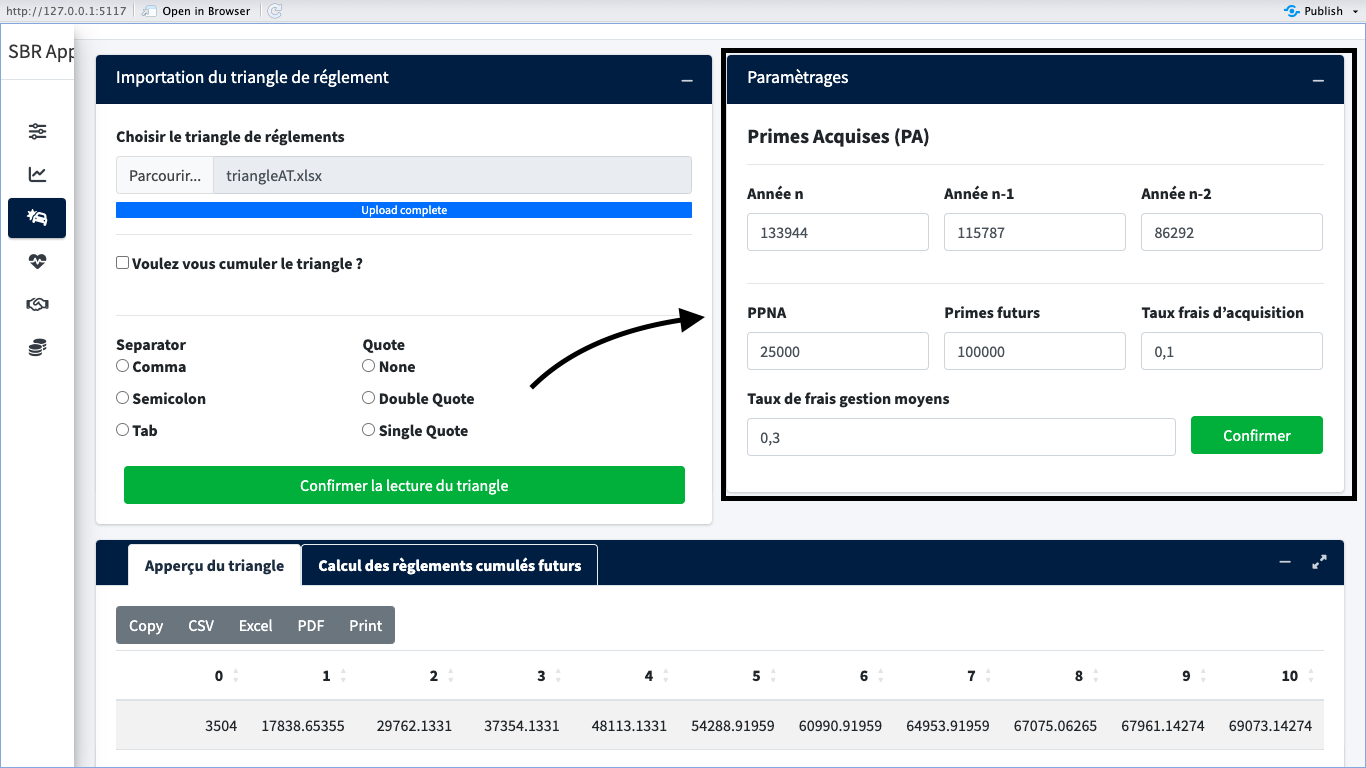 http://127.0.0.1:5117 Open in Browser Publish
SBR App
Importation du triangle de réglement
Choisir le triangle de réglements
Parcourir... triangleAT.xlsx
Upload complete
Voulez vous cumuler le triangle ?
Separator Quote
Comma None
Semicolon Double Quote
Tab Single Quote
Confirmer la lecture du triangle
Paramètrages
Primes Acquises (PA)
Année n Année n-1 Année n-2
133944 115787 86292
PPNA Primes futurs Taux frais d’acquisition
25000 100000 0,1
Taux de frais gestion moyens
0,3 Confirmer
Apperçu du triangle Calcul des règlements cumulés futurs
Copy CSV Excel PDF Print
0 1 2 3 4 5 6 7 8 9 10
3504 17838.65355 29762.1331 37354.1331 48113.1331 54288.91959 60990.91959 64953.91959 67075.06265 67961.14274 69073.14274